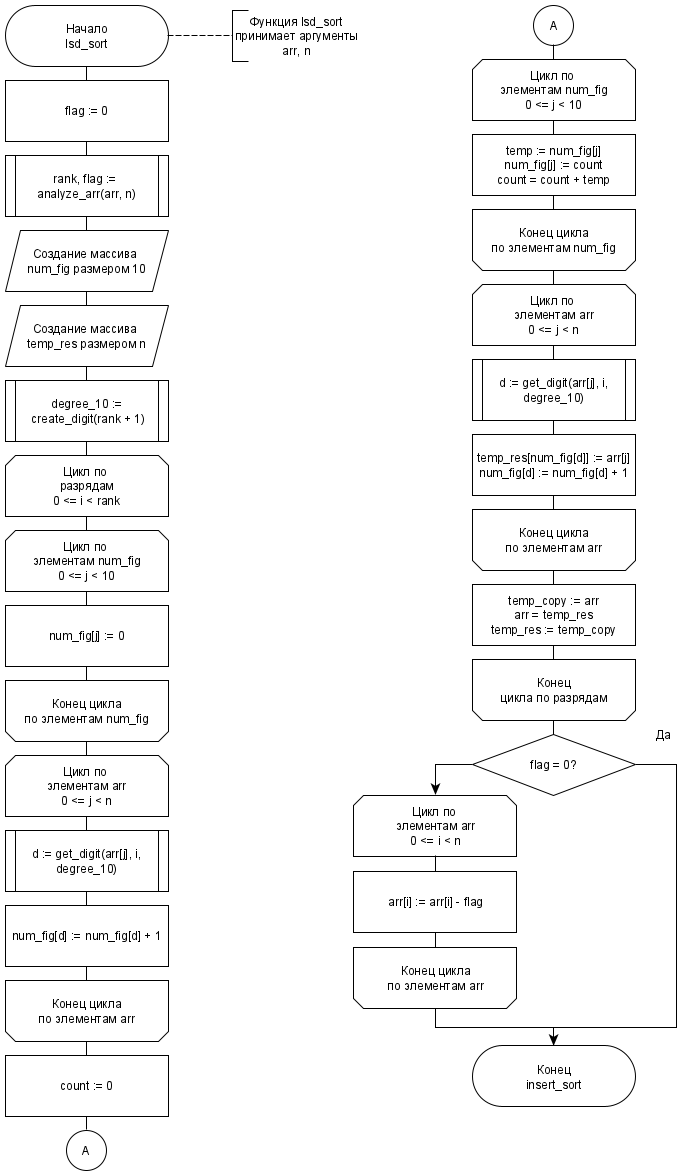 Начало
lsd_sort
Функция lsd_sort
принимает аргументы
arr, n
flag := 0
rank, flag :=
analyze_arr(arr, n)
Создание массива
num_fig размером 10
Создание массива
temp_res размером n
degree_10 :=
create_digit(rank + 1)
Цикл по
разрядам
0 <= i < rank
Цикл по
элементам num_fig
0 <= j < 10
num_fig[j] := 0
Конец цикла
по элементам num_fig
Цикл по
элементам arr
0 <= j < n
d := get_digit(arr[j], i,
degree_10)
num_fig[d] := num_fig[d] + 1
Конец цикла
по элементам arr
count := 0
A
A
Цикл по
элементам num_fig
0 <= j < 10
temp := num_fig[j]
num_fig[j] := count
count = count + temp
Конец цикла
по элементам num_fig
Цикл по
элементам arr
0 <= j < n
d := get_digit(arr[j], i,
degree_10)
temp_res[num_fig[d]] := arr[j]
num_fig[d] := num_fig[d] + 1
Конец цикла
по элементам arr
temp_copy := arr
arr = temp_res
temp_res := temp_copy
Конец
цикла по разрядам
flag = 0?
Да
Цикл по
элементам arr
0 <= i < n
arr[i] := arr[i] - flag
Конец цикла
по элементам arr
Конец
insert_sort